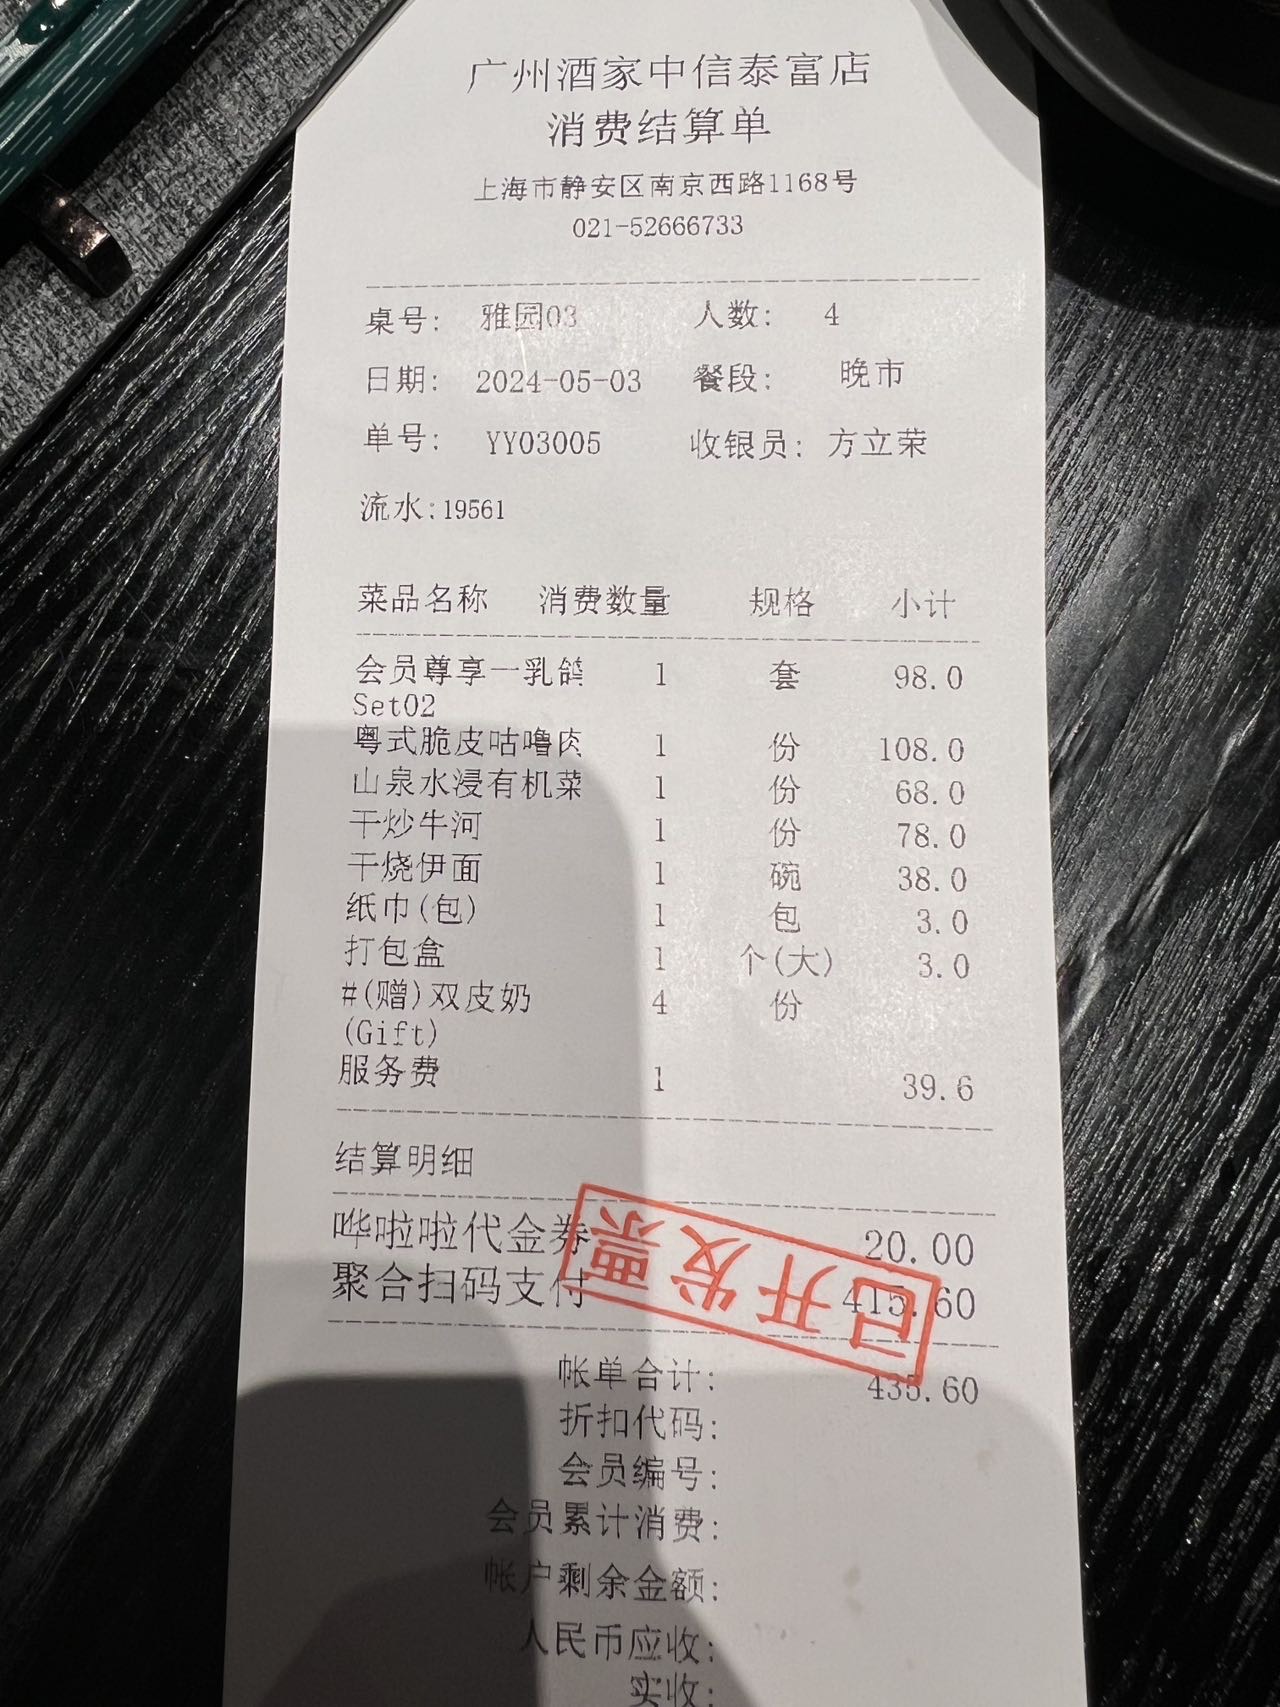 广州酒家中信泰富店
消费结算单
上海市静安区南京西路1168号
021-52666733
桌号: 雅园03 人数: 4
日期: 2024-05-03 餐段: 晚市
单号: YY03005 收银员: 方立荣
流水:19561
菜品名称 消费数量 规格 小计
会员尊享一乳鸽 1 套 98.0
Set02
粤式脆皮咕噜肉 1 份 108.0
山泉水浸有机菜 1 份 68.0
干炒牛河 1 份 78.0
干烧伊面 1 碗 38.0
纸巾(包) 1 包 3.0
打包盒 1 个(大) 3.0
#(赠)双皮奶 4 份
(Gift)
服务费 1 39.6
结算明细
哗啦啦代金券 20.00
聚合扫码支付 415.60
已开发票
帐单合计: 435.60
折扣代码:
会员编号:
会员累计消费:
帐户剩余金额:
人民币应收:
实收: